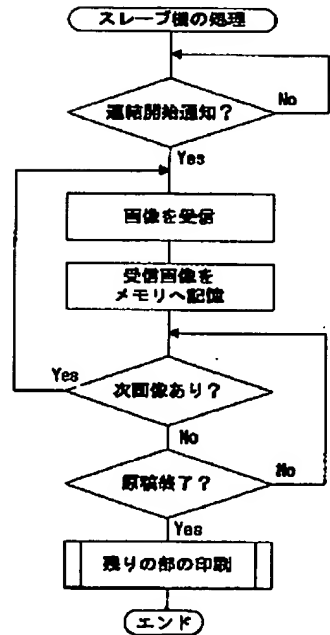 スレーブ機の処理
連結開始通知?
No
Yes
画像を受信
受信画像を
メモリへ記憶
Yes
次画像あり?
No
原稿終了?
No
Yes
残りの部の印刷
エンド